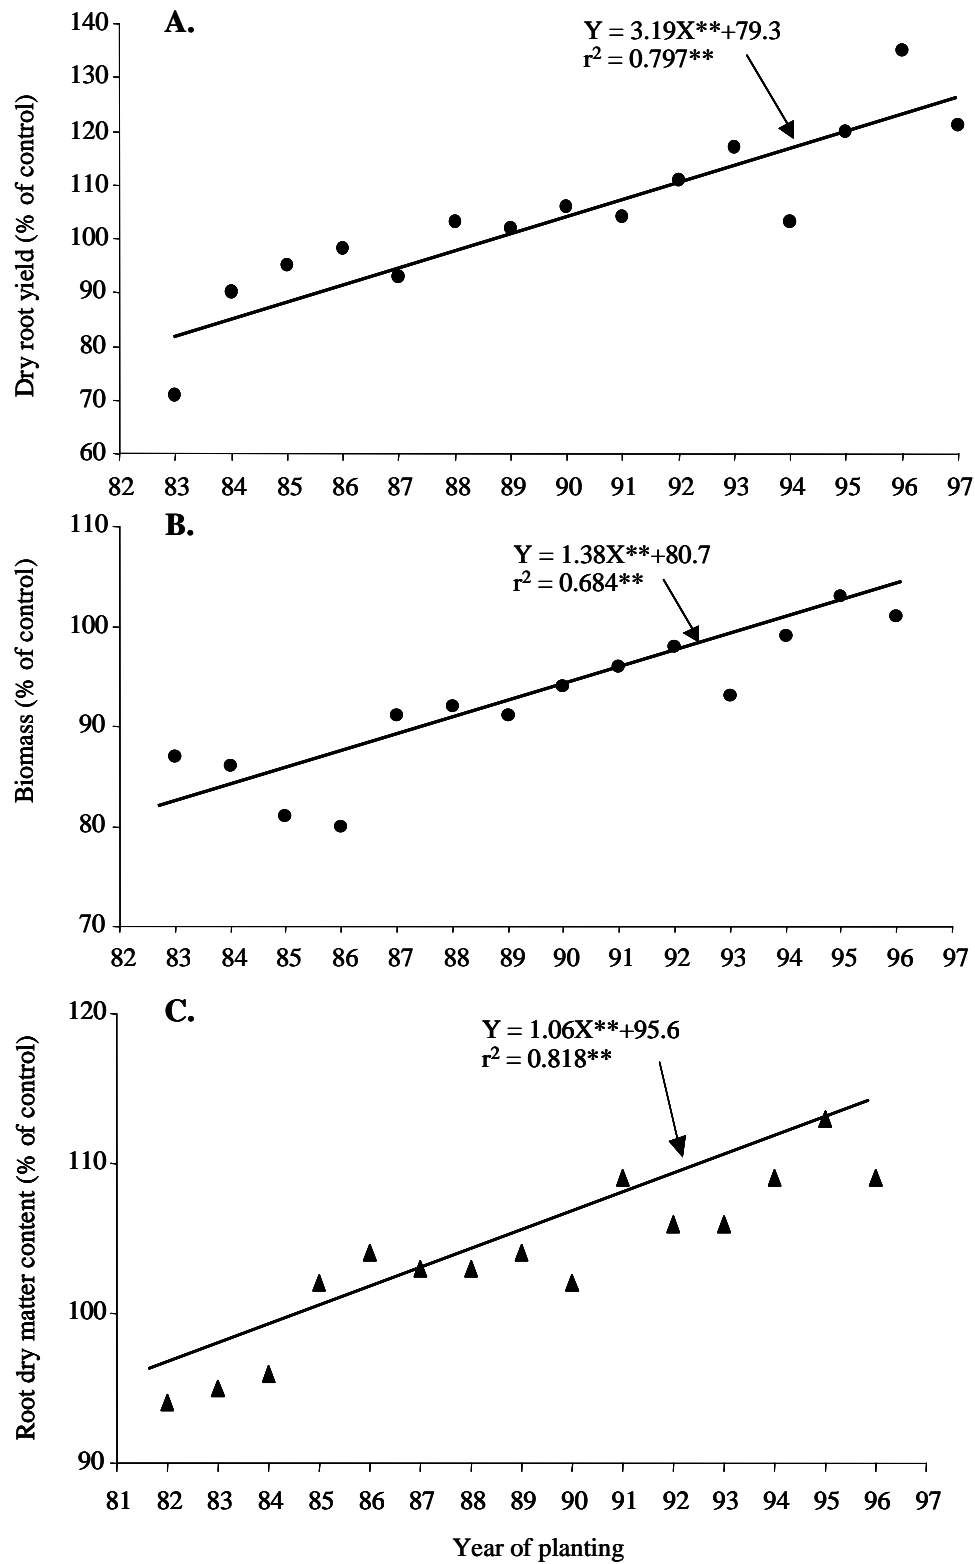 A.
Y = 3.19X**+79.3
r² = 0.797**
Dry root yield (% of control)
140
130
120
110
100
90
80
70
60
82 83 84 85 86 87 88 89 90 91 92 93 94 95 96 97
B.
Y = 1.38X**+80.7
r² = 0.684**
Biomass (% of control)
110
100
90
80
70
82 83 84 85 86 87 88 89 90 91 92 93 94 95 96 97
C.
Y = 1.06X**+95.6
r² = 0.818**
Root dry matter content (% of control)
120
110
100
90
81 82 83 84 85 86 87 88 89 90 91 92 93 94 95 96 97
Year of planting